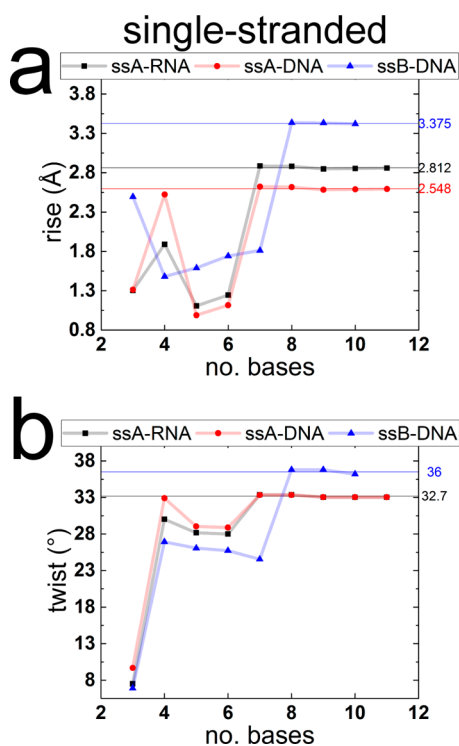 single-stranded
a
ssA-RNA ssA-DNA ssB-DNA
3.8
3.3
2.8
2.3
1.8
1.3
0.8
rise (Å)
3.375
2.812
2.548
2 4 6 8 10 12
no. bases
b
ssA-RNA ssA-DNA ssB-DNA
38
33
28
23
18
13
8
twist (°)
36
32.7
2 4 6 8 10 12
no. bases